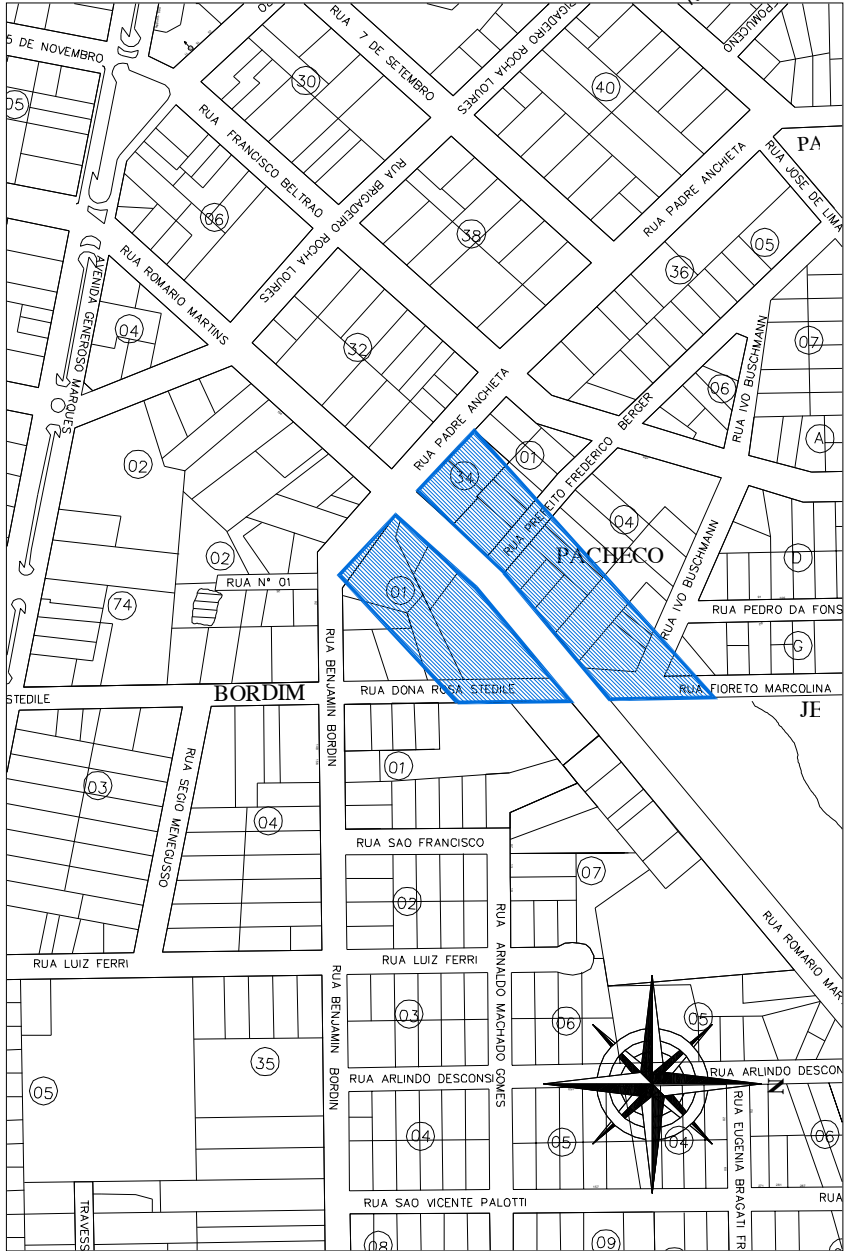 RUA 7 DE SETEMBRO
BRIGADEIRO ROCHA LOURES
POMUCENO
5 DE NOVEMBRO
30
40
05
RUA FRANCISCO BELTRAO
RUA BRIGADEIRO ROCHA LOURES
RUA PADRE ANCHIETA
PA
RUA JOSE DE LIMA
06
38
36
05
RUA ROMARIO MARTINS
AVENIDA GENEROSO MARQUES
04
32
07
RUA IVO BUSCHMANN
06
RUA PADRE ANCHIETA
BERGER
RUA PREFEITO FREDERICO
A
02
34
01
04
02
PACHECO
D
RUA N° 01
01
RUA IVO BUSCHMANN
74
RUA PEDRO DA FONS
G
STEDILE
BORDIM
RUA BENJAMIN BORDIN
RUA DONA ROSA STEDILE
RUA FIORETO MARCOLINA
JE
RUA SEGIO MENEGUSSO
03
01
04
RUA SAO FRANCISCO
07
02
RUA ARNALDO MACHADO GOMES
RUA LUIZ FERRI
RUA LUIZ FERRI
RUA ROMARIO MAR
RUA BENJAMIN BORDIN
03
06
05
35
05
RUA ARLINDO DESCONSI
RUA ARLINDO DESCON
N
04
05
04
06
RUA EUGENIA BRAGATI FR
TRAVESS
RUA SAO VICENTE PALOTTI
RUA
08
09